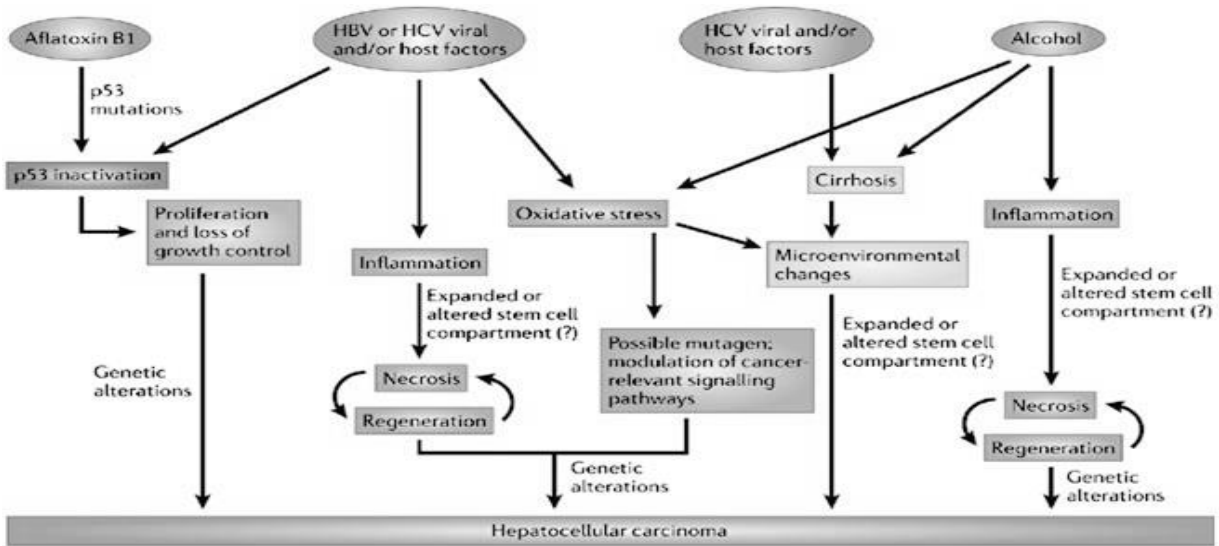 Aflatoxin B1
HBV or HCV viral
and/or host factors
HCV viral and/or
host factors
Alcohol
p53
mutations
p53 inactivation
Cirrhosis
Proliferation
and loss of
growth control
Oxidative stress
Inflammation
Inflammation
Microenvironmental
changes
Expanded or
altered stem cell
compartment (?)
Expanded or
altered stem cell
compartment (?)
Possible mutagen;
modulation of cancer-
relevant signalling
pathways
Expanded or
altered stem cell
compartment (?)
Genetic
alterations
Necrosis
Regeneration
Necrosis
Regeneration
Genetic
alterations
Genetic
alterations
Hepatocellular carcinoma